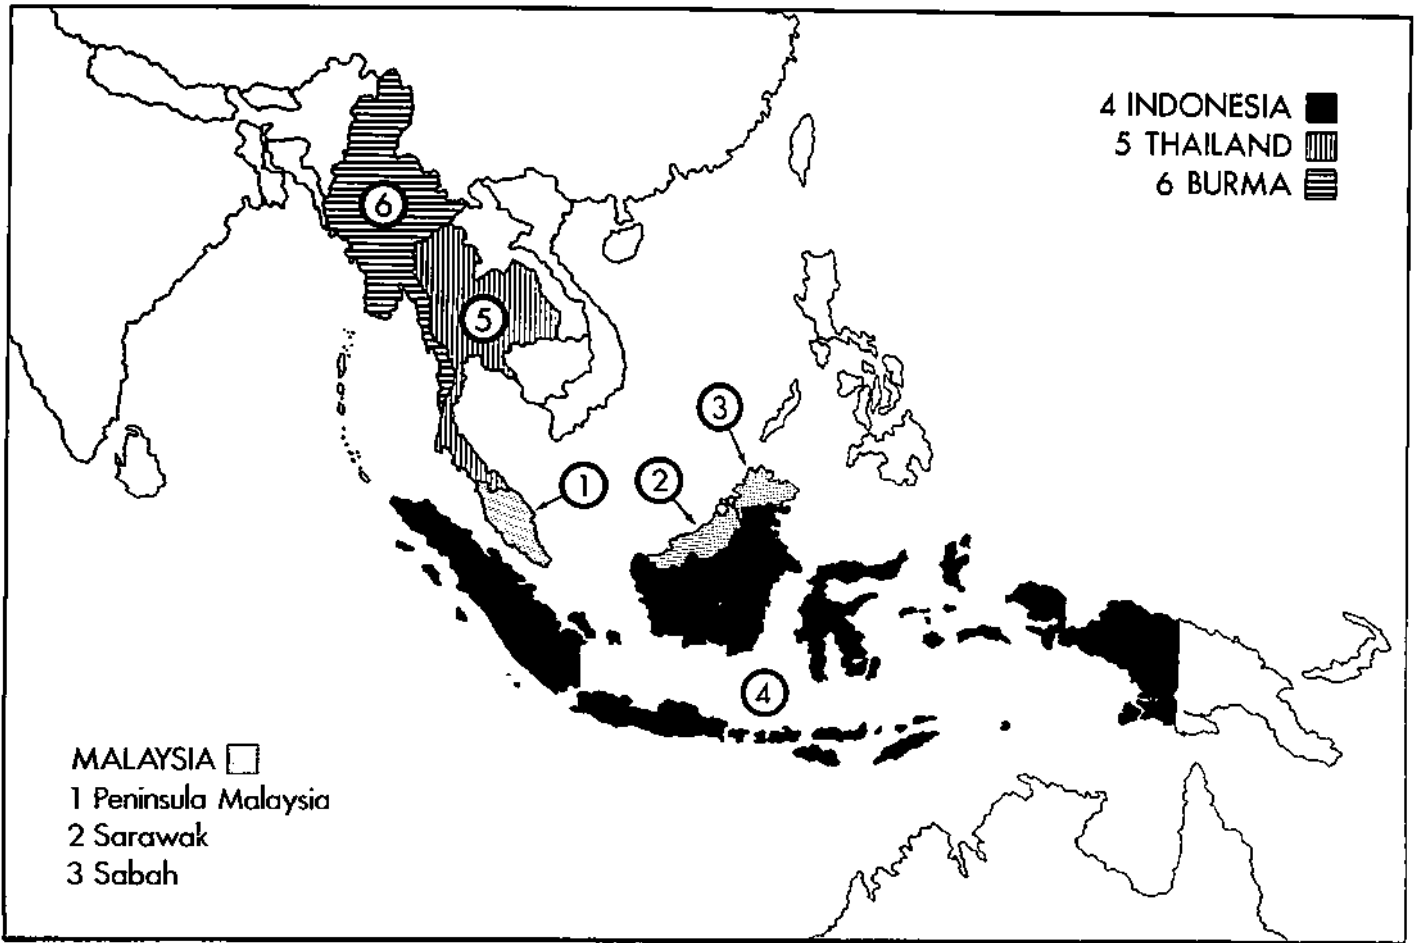 4 INDONESIA
5 THAILAND
6 BURMA
6
5
3
1
2
4
MALAYSIA
1 Peninsula Malaysia
2 Sarawak
3 Sabah